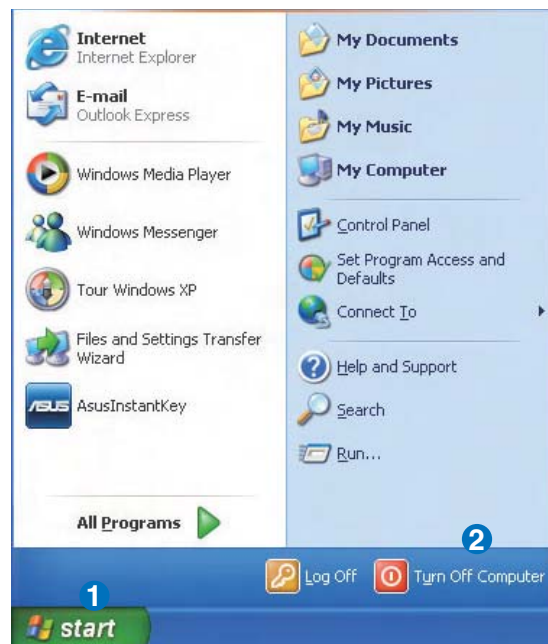 Internet
Internet Explorer
E-mail
Outlook Express
Windows Media Player
Windows Messenger
Tour Windows XP
Files and Settings Transfer
Wizard
ASUS
AsusInstantKey
All Programs
My Documents
My Pictures
My Music
My Computer
Control Panel
Set Program Access and
Defaults
Connect To
Help and Support
Search
Run...
2
Log Off
Turn Off Computer
1
start